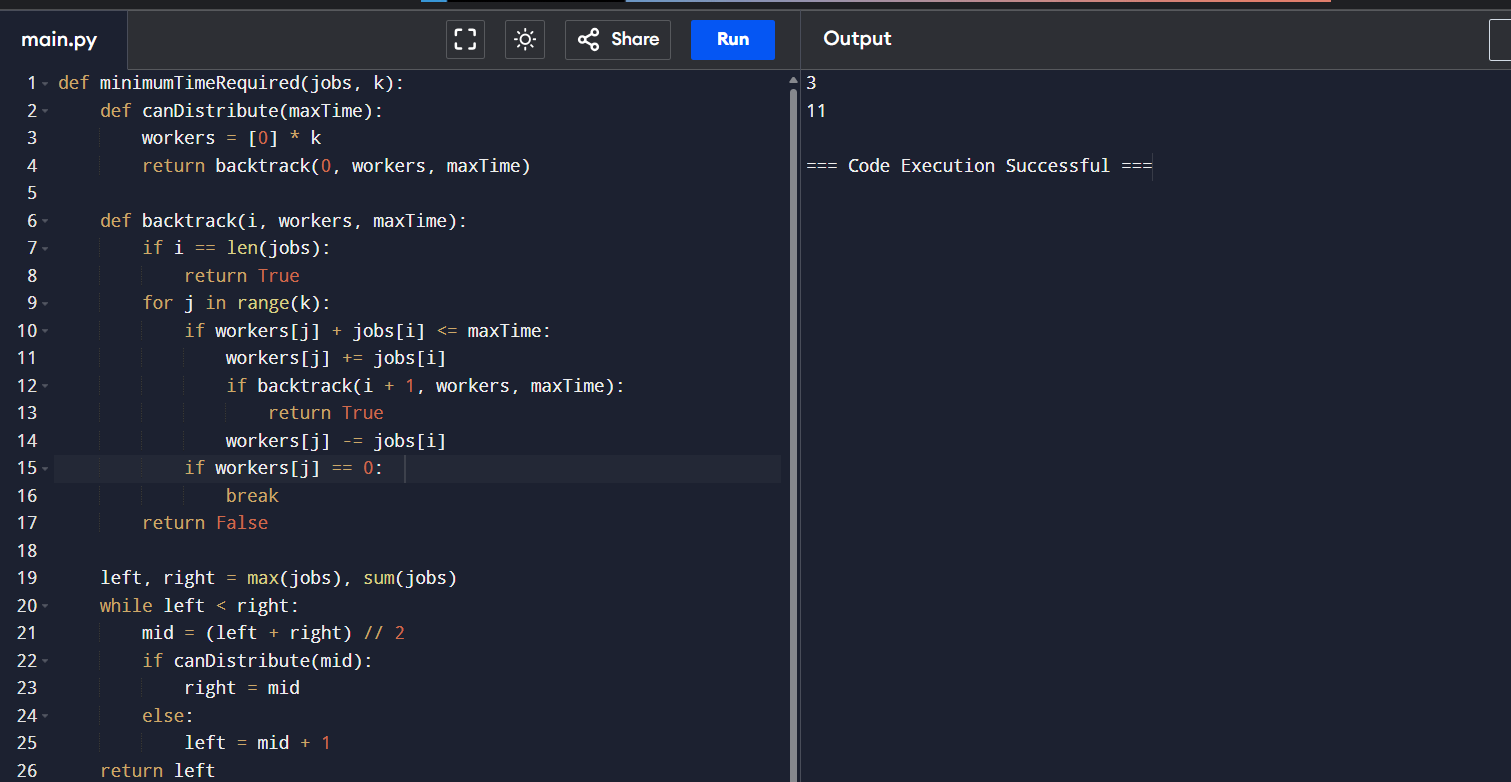 main.py
Share
Run
Output
1 def minimumTimeRequired(jobs, k):
2     def canDistribute(maxTime):
3         workers = [0] * k
4         return backtrack(0, workers, maxTime)
5
6     def backtrack(i, workers, maxTime):
7         if i == len(jobs):
8             return True
9         for j in range(k):
10             if workers[j] + jobs[i] <= maxTime:
11                 workers[j] += jobs[i]
12                 if backtrack(i + 1, workers, maxTime):
13                     return True
14                 workers[j] -= jobs[i]
15             if workers[j] == 0:
16                 break
17         return False
18
19     left, right = max(jobs), sum(jobs)
20     while left < right:
21         mid = (left + right) // 2
22         if canDistribute(mid):
23             right = mid
24         else:
25             left = mid + 1
26     return left
3
11
=== Code Execution Successful ===